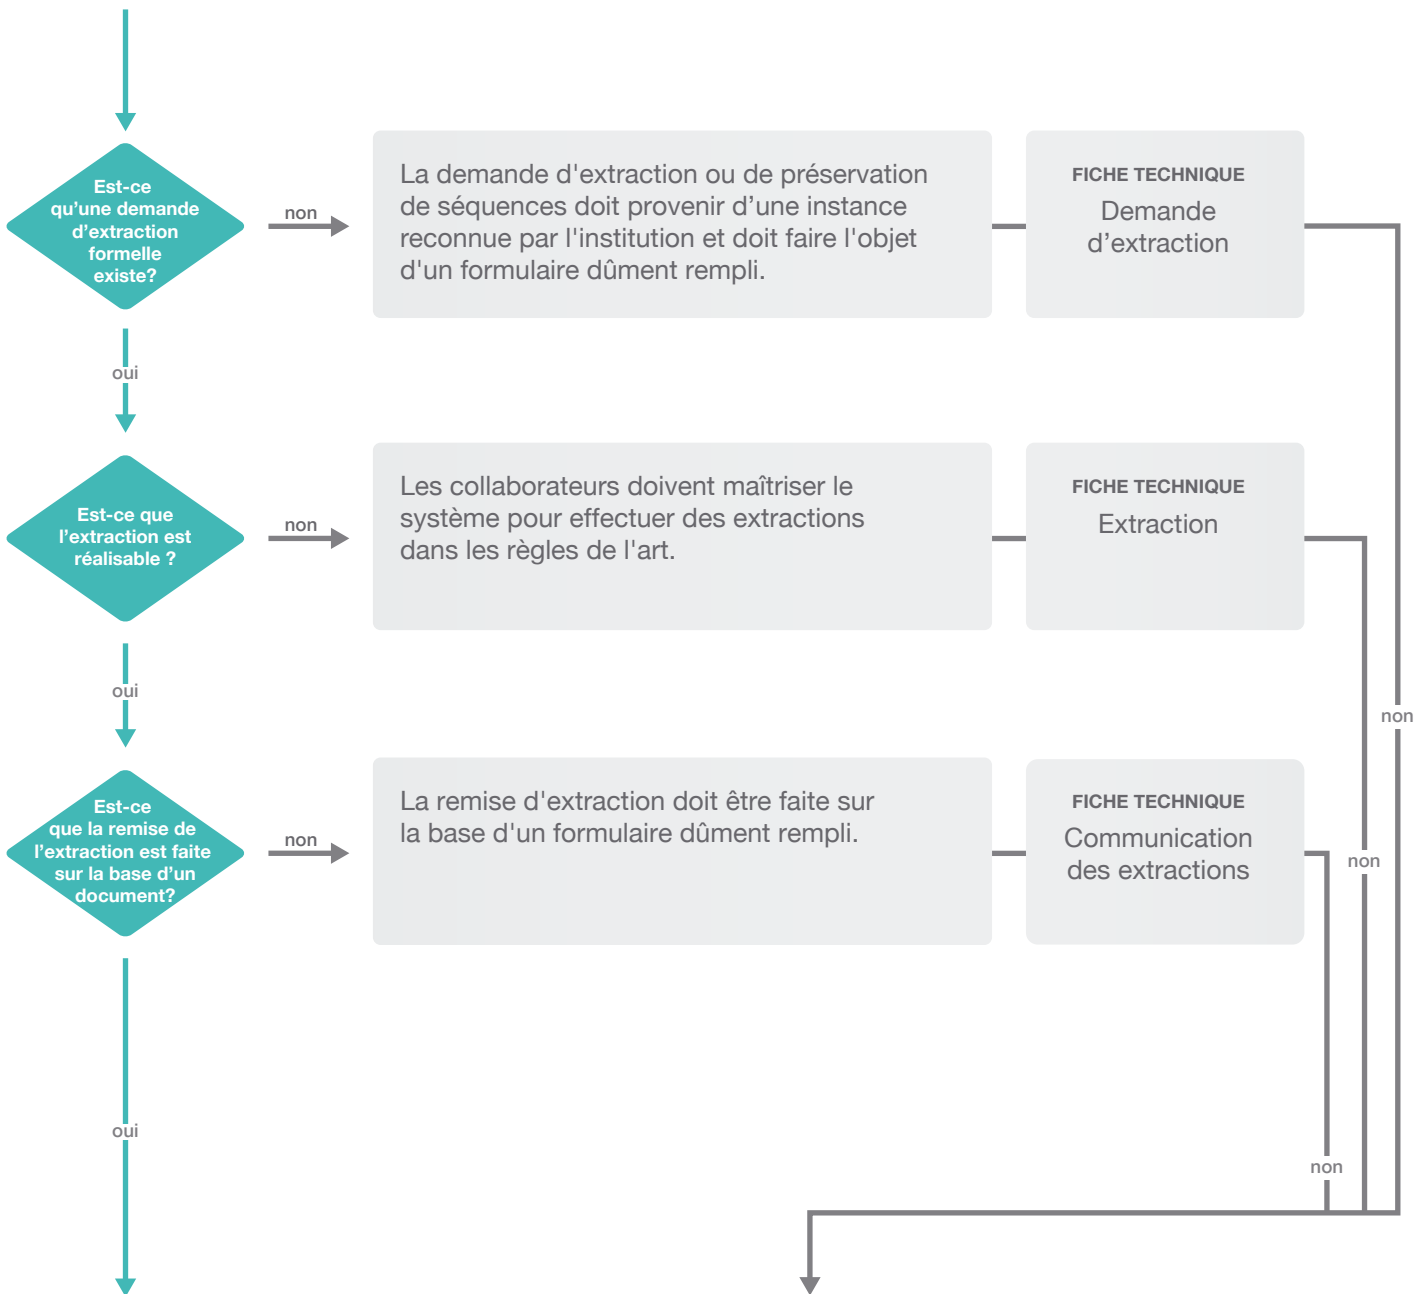 Est-ce
qu’une demande
d’extraction
formelle
existe?
non
La demande d'extraction ou de préservation
de séquences doit provenir d’une instance
reconnue par l'institution et doit faire l'objet
d'un formulaire dûment rempli.
FICHE TECHNIQUE
Demande
d’extraction
oui
Est-ce que
l’extraction est
réalisable ?
non
Les collaborateurs doivent maîtriser le
système pour effectuer des extractions
dans les règles de l'art.
FICHE TECHNIQUE
Extraction
oui
non
Est-ce
que la remise de
l’extraction est faite
sur la base d’un
document?
non
La remise d'extraction doit être faite sur
la base d'un formulaire dûment rempli.
FICHE TECHNIQUE
Communication
des extractions
non
oui
non